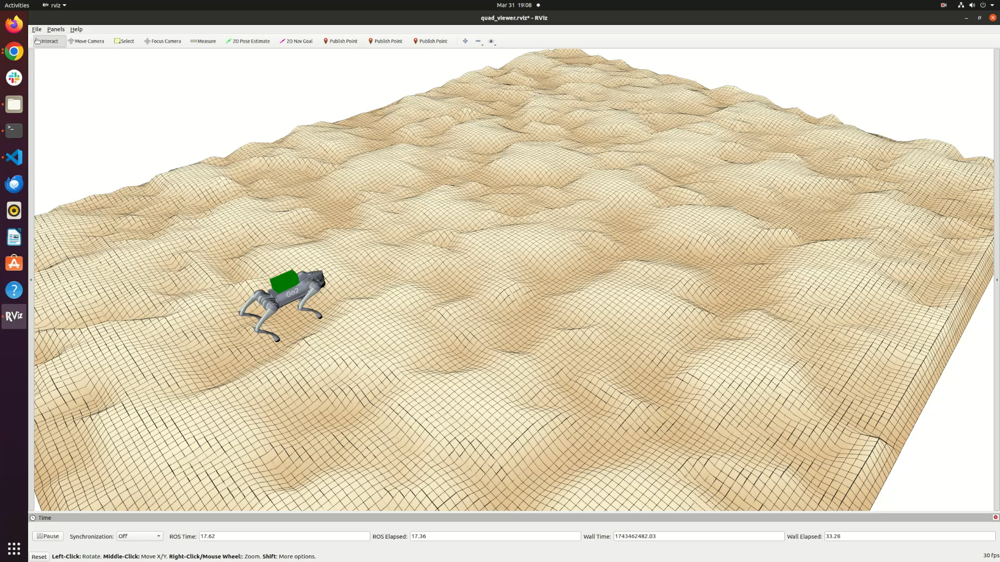 Activities
rviz
Mar 31 19:08
quad_viewer.rviz* - RViz
File Panels Help
Interact Move Camera Select Focus Camera Measure 2D Pose Estimate 2D Nav Goal Publish Point Publish Point Publish Point
Go2
RViz
Time
Pause Synchronization: Off ROS Time: 17.62 ROS Elapsed: 17.36 Wall Time: 1743462482.03 Wall Elapsed: 33.28
Reset Left-Click: Rotate. Middle-Click: Move X/Y. Right-Click/Mouse Wheel:: Zoom. Shift: More options. 30 fps